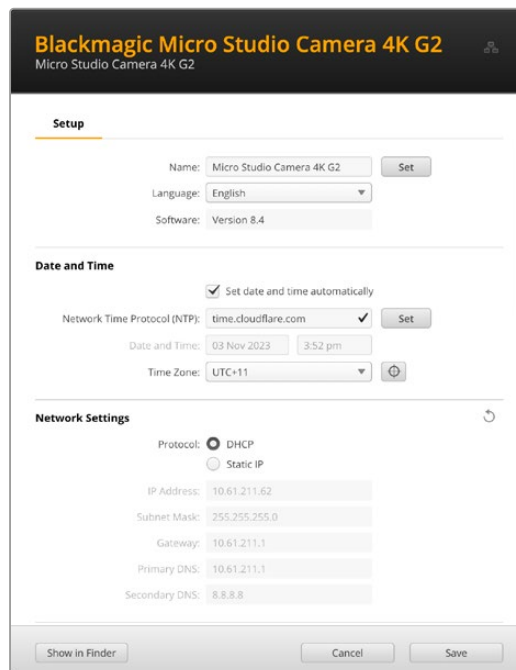 Blackmagic Micro Studio Camera 4K G2
Micro Studio Camera 4K G2
Setup
Name: Micro Studio Camera 4K G2 Set
Language: English
Software: Version 8.4
Date and Time
Set date and time automatically
Network Time Protocol (NTP): time.cloudflare.com Set
Date and Time: 03 Nov 2023 3:52 pm
Time Zone: UTC+11
Network Settings
Protocol: DHCP
Static IP
IP Address: 10.61.211.62
Subnet Mask: 255.255.255.0
Gateway: 10.61.211.1
Primary DNS: 10.61.211.1
Secondary DNS: 8.8.8.8
Show in Finder Cancel Save